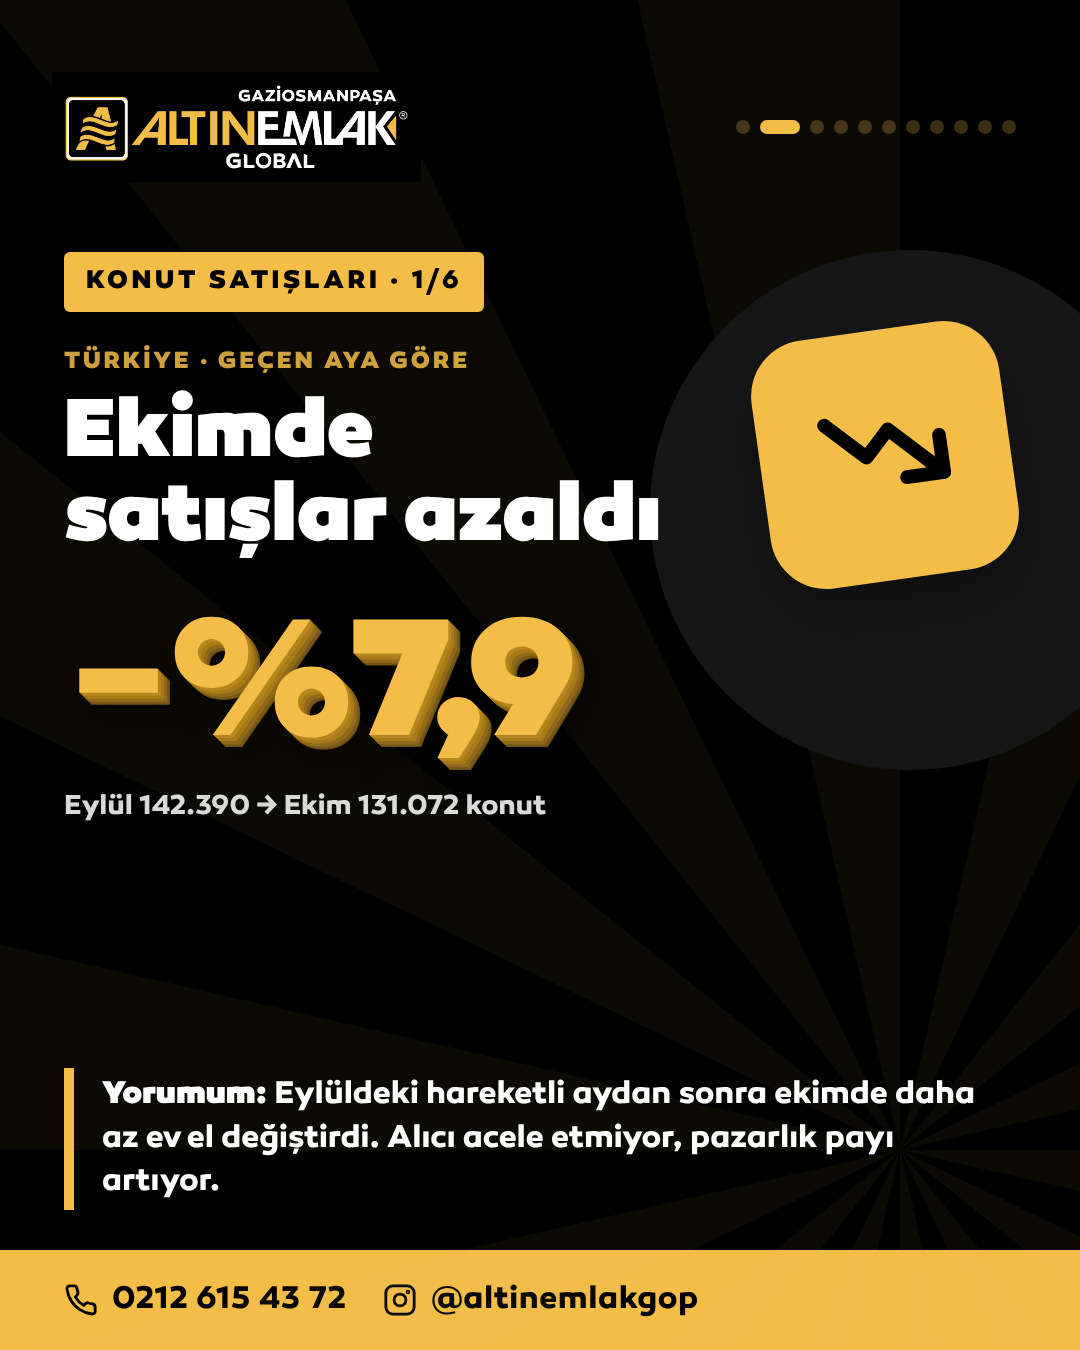 GAZİOSMANPAŞA
ALTINEMLAK®
GLOBAL
KONUT SATIŞLARI · 1/6
TÜRKİYE · GEÇEN AYA GÖRE
Ekimde
satışlar azaldı
-%7,9
Eylül 142.390 → Ekim 131.072 konut
Yorumum: Eylüldeki hareketli aydan sonra ekimde daha
az ev el değiştirdi. Alıcı acele etmiyor, pazarlık payı
artıyor.
0212 615 43 72 @altinemlakgop